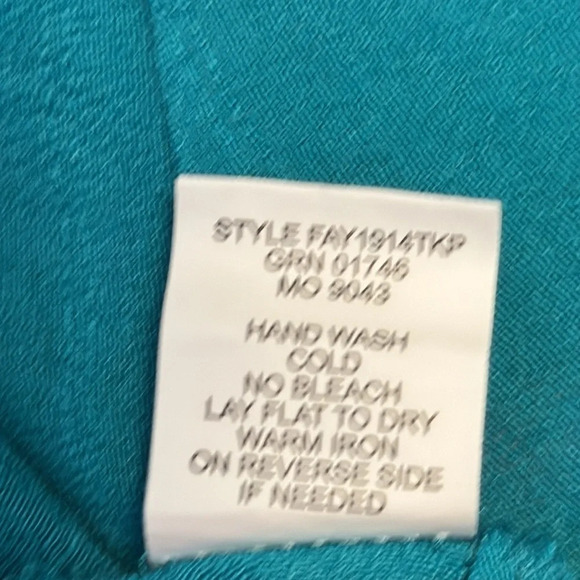 STYLE FAY1914TKP
GRN 01746
MO 9043
HAND WASH
COLD
NO BLEACH
LAY FLAT TO DRY
WARM IRON
ON REVERSE SIDE
IF NEEDED